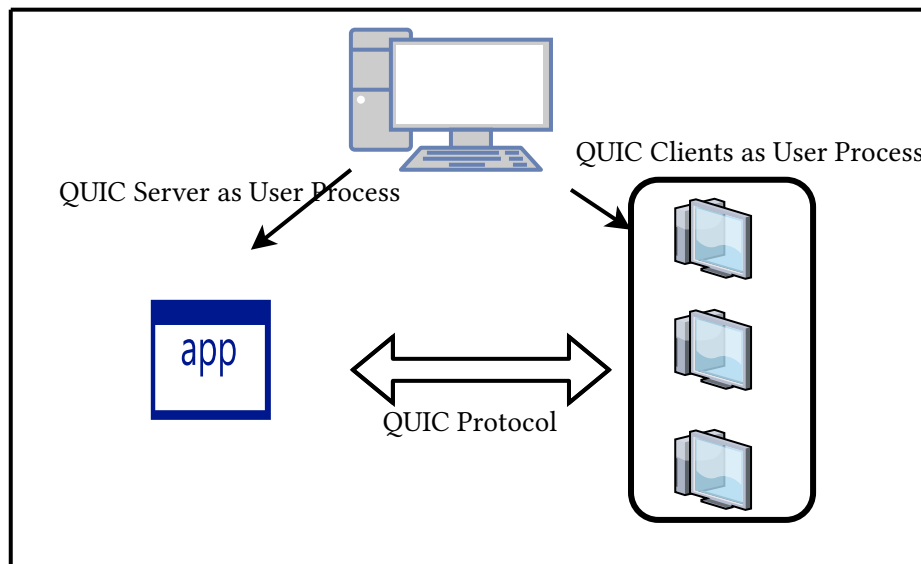 QUIC Clients as User Process
QUIC Server as User Process
app
QUIC Protocol